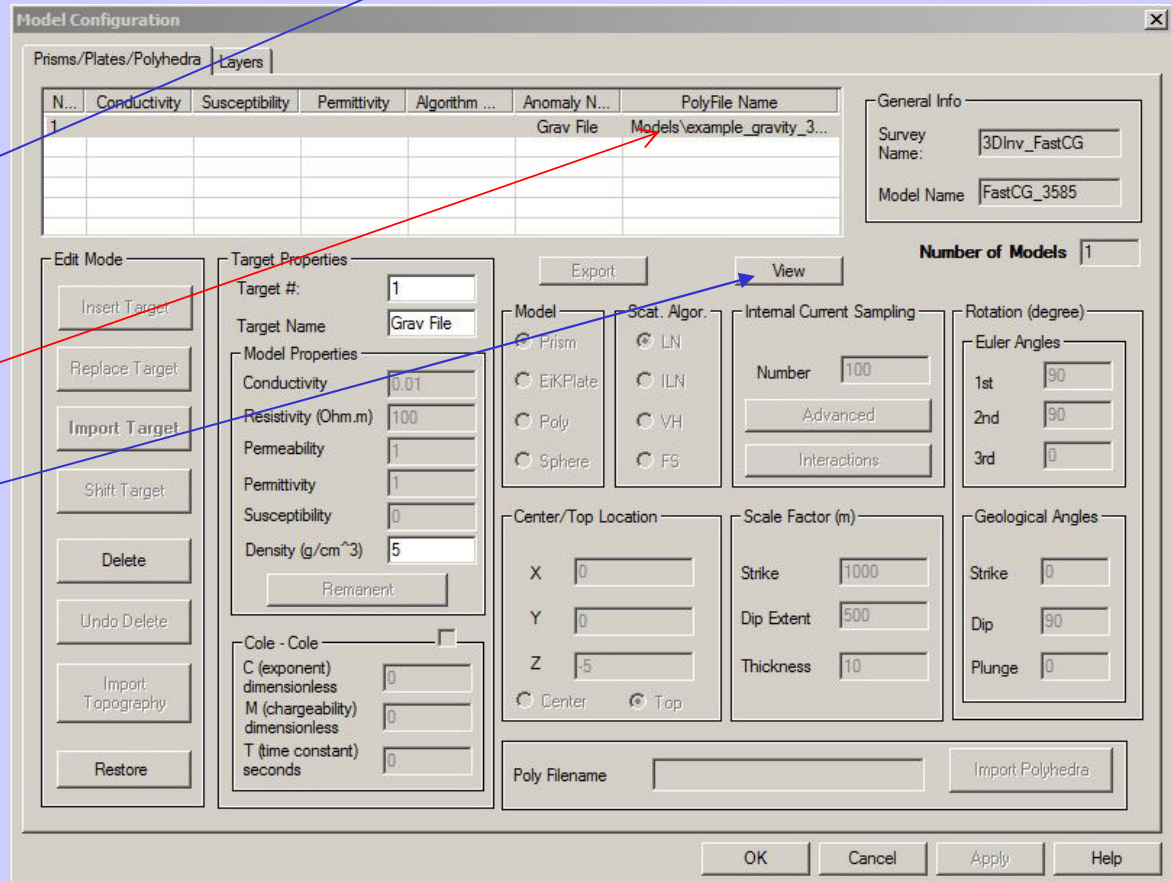 Model Configuration
Prisms/Plates/Polyhedra
Layers
N... Conductivity Susceptibility Permittivity Algorithm ... Anomaly N... PolyFile Name
1 Grav File Models\example_gravity_3...
General Info
Survey Name: 3DInv_FastCG
Model Name FastCG_3585
Number of Models 1
Edit Mode
Insert Target
Replace Target
Import Target
Shift Target
Delete
Undo Delete
Import Topography
Restore
Target Properties
Target #: 1
Target Name Grav File
Model Properties
Conductivity 0.01
Resistivity (Ohm.m) 100
Permeability 1
Permittivity 1
Susceptibility 0
Density (g/cm^3) 5
Remanent
Cole - Cole
C (exponent) dimensionless 0
M (chargeability) dimensionless 0
T (time constant) seconds 0
Export
View
Model
Prism
EiKPlate
Poly
Sphere
Scat. Algor.
LN
ILN
VH
FS
Internal Current Sampling
Number 100
Advanced
Interactions
Rotation (degree)
Euler Angles
1st 90
2nd 90
3rd 0
Center/Top Location
X 0
Y 0
Z -5
Center
Top
Scale Factor (m)
Strike 1000
Dip Extent 500
Thickness 10
Geological Angles
Strike 0
Dip 90
Plunge 0
Poly Filename
Import Polyhedra
OK
Cancel
Apply
Help